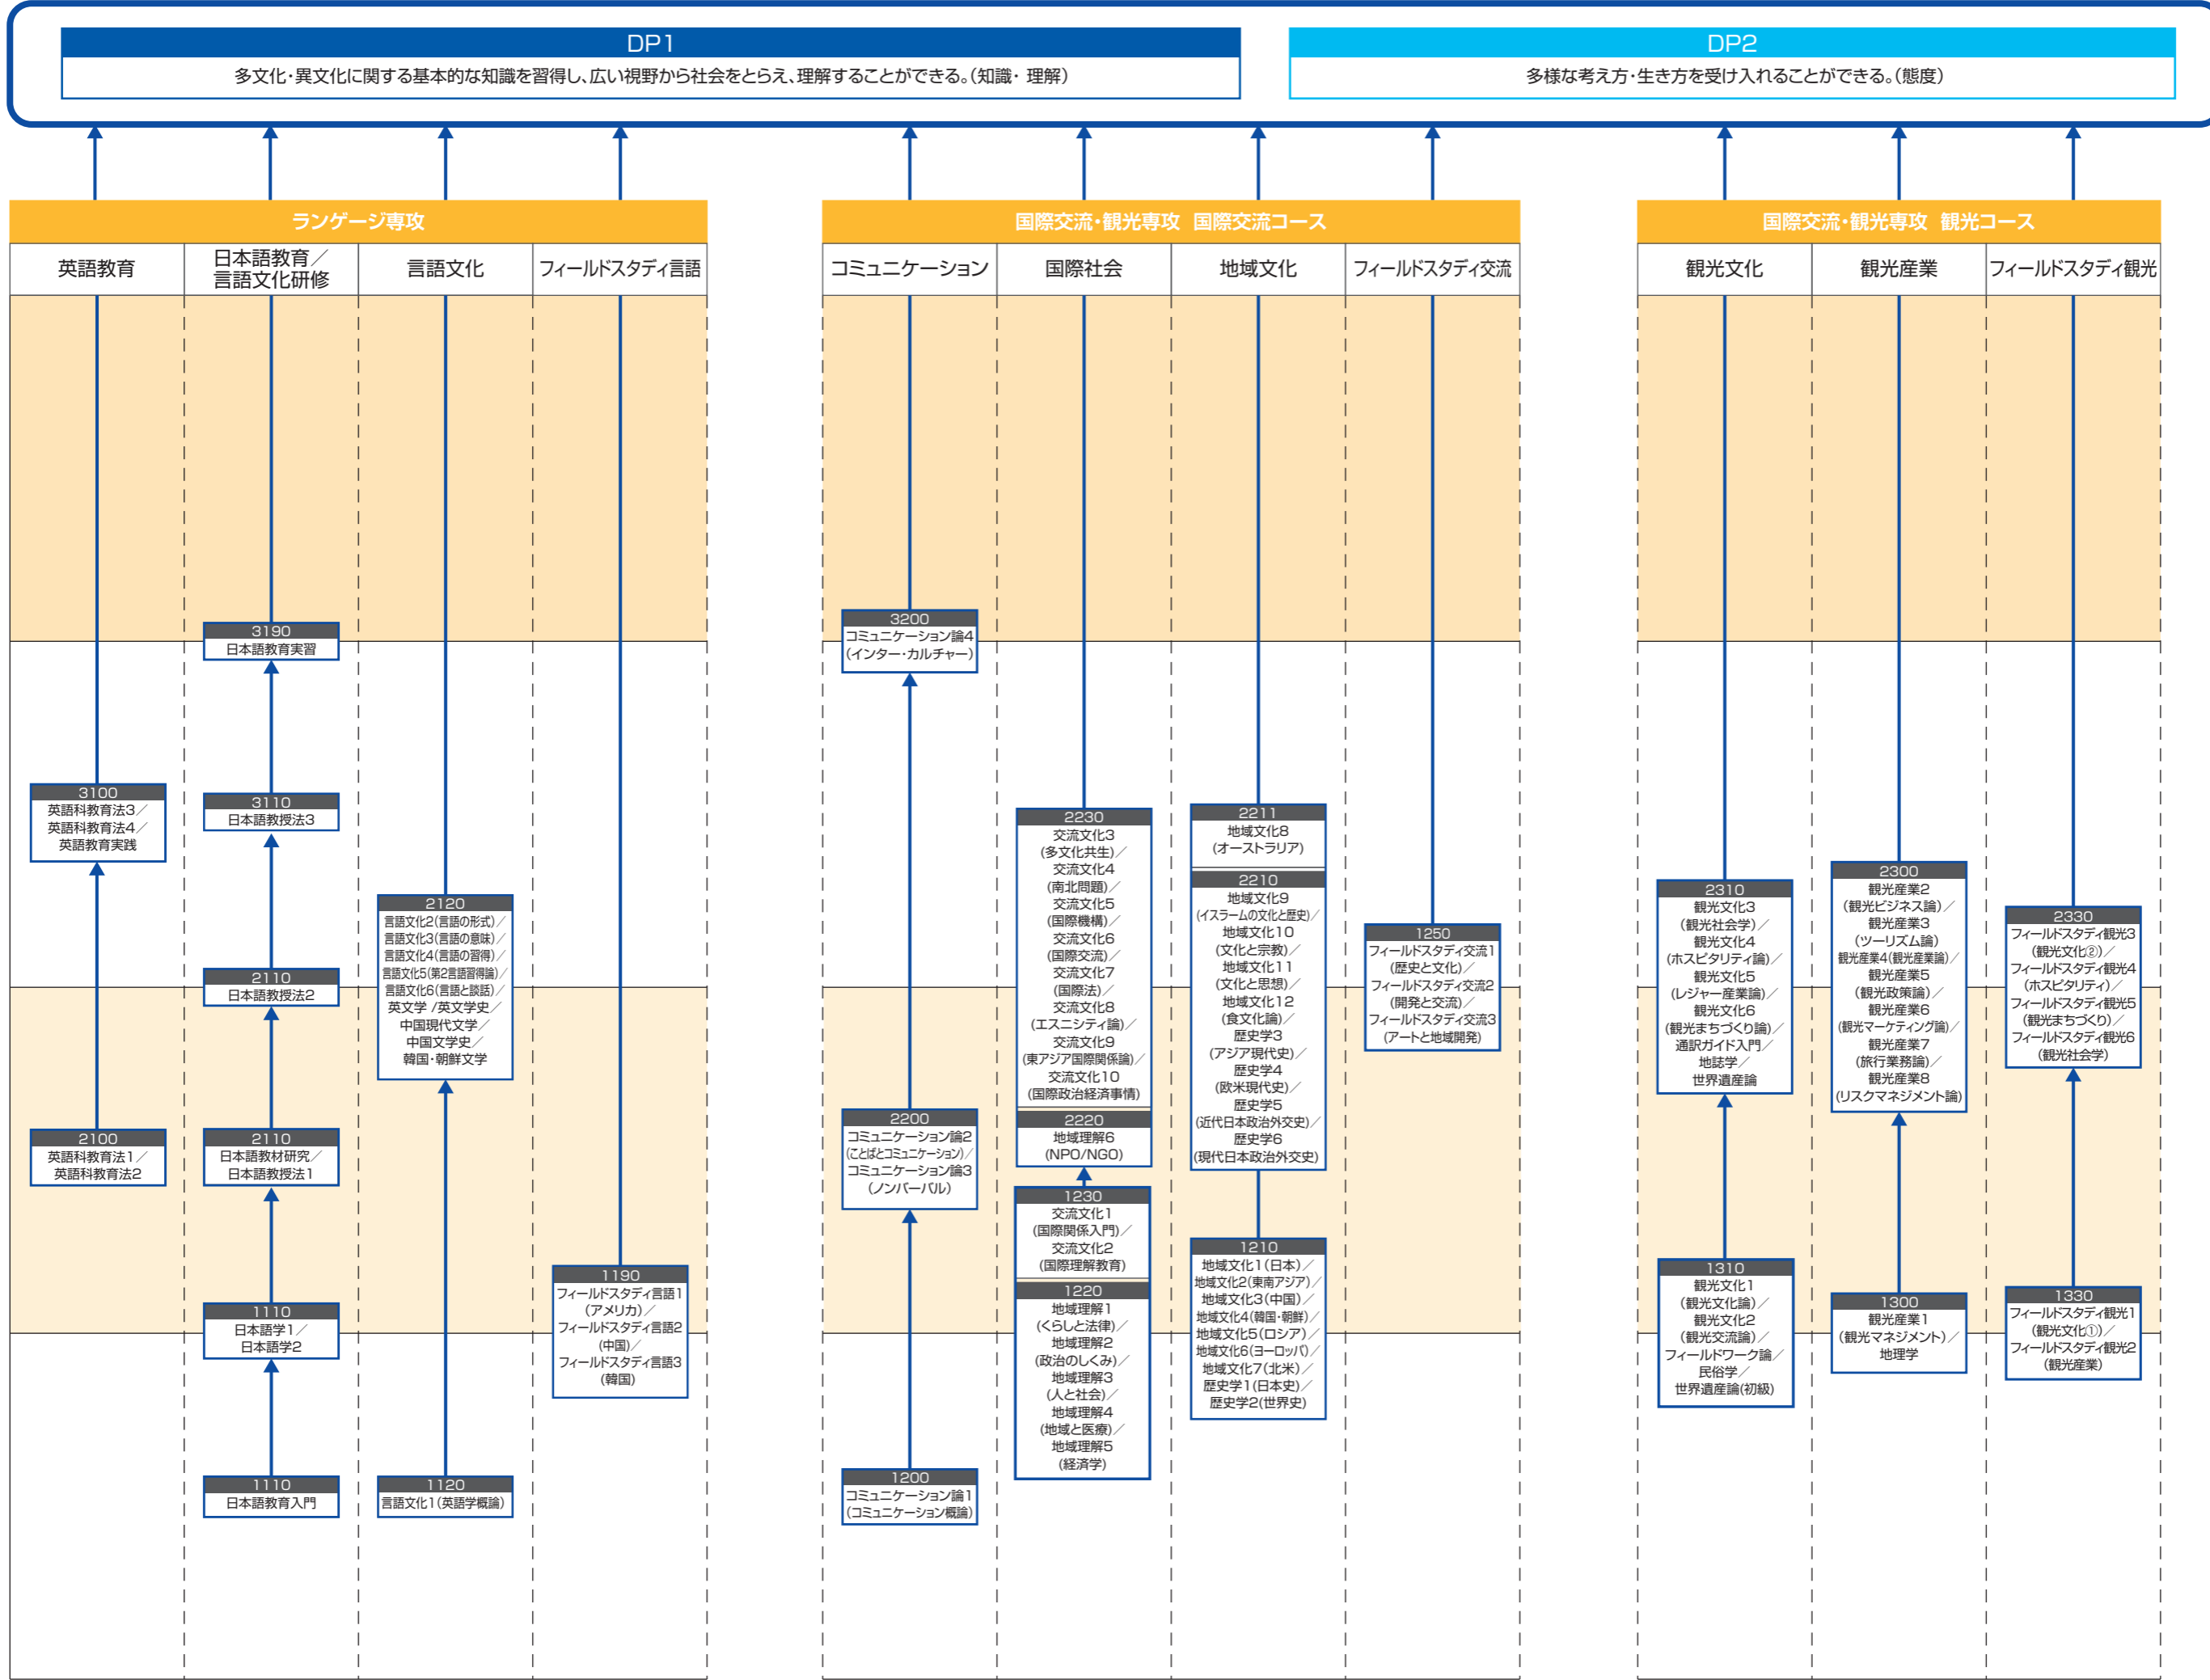 DP1
多文化・異文化に関する基本的な知識を習得し、広い視野から社会をとらえ、理解することができる。（知識・理解）
DP2
多様な考え方・生き方を受け入れることができる。（態度）
ランゲージ専攻
英語教育
日本語教育／
言語文化研修
言語文化
フィールドスタディ言語
3100
英語科教育法3／
英語科教育法4／
英語教育実践
2100
英語科教育法1／
英語科教育法2
3190
日本語教育実習
3110
日本語教授法3
2110
日本語教授法2
2110
日本語教材研究／
日本語教授法1
1110
日本語学1／
日本語学2
1110
日本語教育入門
2120
言語文化2（言語の形式）／
言語文化3（言語の意味）／
言語文化4（言語の習得）／
言語文化5（第2言語習得論）／
言語文化6（言語と談話）／
英文学 /英文学史／
中国現代文学／
中国文学史／
韓国・朝鮮文学
1120
言語文化1（英語学概論）
1190
フィールドスタディ言語1
（アメリカ）／
フィールドスタディ言語2
（中国）／
フィールドスタディ言語3
(韓国)
国際交流・観光専攻 国際交流コース
コミュニケーション
国際社会
地域文化
フィールドスタディ交流
3200
コミュニケーション論4
（インター・カルチャー）
2200
コミュニケーション論2
（ことばとコミュニケーション）／
コミュニケーション論3
（ノンバーバル）
1200
コミュニケーション論1
（コミュニケーション概論）
2230
交流文化3
(多文化共生)／
交流文化4
(南北問題)／
交流文化5
(国際機構)／
交流文化6
(国際交流)／
交流文化7
(国際法)／
交流文化8
(エスニシティ論)／
交流文化9
(東アジア国際関係論)／
交流文化10
(国際政治経済事情)
2220
地域理解6
(NPO/NGO)
1230
交流文化1
(国際関係入門)／
交流文化2
(国際理解教育)
1220
地域理解1
(くらしと法律)／
地域理解2
(政治のしくみ)／
地域理解3
(人と社会)／
地域理解4
(地域と医療)／
地域理解5
(経済学)
2211
地域文化8
(オーストラリア)
2210
地域文化9
(イスラームの文化と歴史)／
地域文化10
(文化と宗教)／
地域文化11
(文化と思想)／
地域文化12
(食文化論)／
歴史学3
(アジア現代史)／
歴史学4
(欧米現代史)／
歴史学5
(近代日本政治外交史)／
歴史学6
(現代日本政治外交史)
1210
地域文化1（日本）／
地域文化2（東南アジア）／
地域文化3（中国）／
地域文化4（韓国・朝鮮）／
地域文化5（ロシア）／
地域文化6（ヨーロッパ）／
地域文化7（北米）／
歴史学1（日本史）／
歴史学2(世界史)
1250
フィールドスタディ交流1
(歴史と文化)／
フィールドスタディ交流2
(開発と交流)／
フィールドスタディ交流3
(アートと地域開発)
国際交流・観光専攻 観光コース
観光文化
観光産業
フィールドスタディ観光
2310
観光文化3
(観光社会学)／
観光文化4
(ホスピタリティ論)／
観光文化5
(レジャー産業論)／
観光文化6
(観光まちづくり論)／
通訳ガイド入門／
地誌学／
世界遺産論
1310
観光文化1
（観光文化論）／
観光文化2
(観光交流論)／
フィールドワーク論／
民俗学／
世界遺産論(初級)
2300
観光産業2
（観光ビジネス論）／
観光産業3
(ツーリズム論)
観光産業4（観光産業論）／
観光産業5
(観光政策論)／
観光産業6
(観光マーケティング論)／
観光産業7
(旅行業務論)／
観光産業8
(リスクマネジメント論)
1300
観光産業1
(観光マネジメント)／
地理学
2330
フィールドスタディ観光3
(観光文化②)／
フィールドスタディ観光4
(ホスピタリティ)／
フィールドスタディ観光5
(観光まちづくり)／
フィールドスタディ観光6
(観光社会学)
1330
フィールドスタディ観光1
(観光文化①)／
フィールドスタディ観光2
(観光産業)